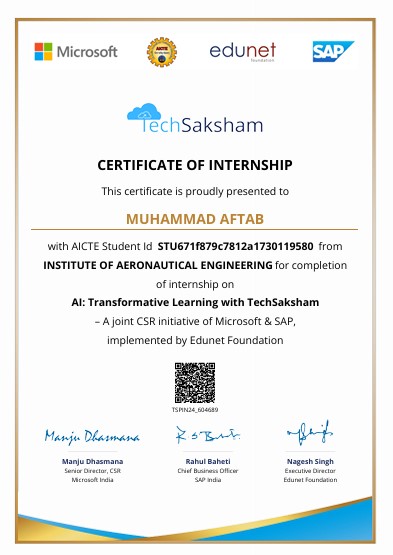 Microsoft
AICTE
edunet
foundation
SAP
TechSaksham
CERTIFICATE OF INTERNSHIP
This certificate is proudly presented to
MUHAMMAD AFTAB
with AICTE Student Id STU671f879c7812a1730119580 from
INSTITUTE OF AERONAUTICAL ENGINEERING for completion
of internship on
AI: Transformative Learning with TechSaksham
– A joint CSR initiative of Microsoft & SAP,
implemented by Edunet Foundation
TSPIN24_604689
Manju Dhasmana
Manju Dhasmana
Senior Director, CSR
Microsoft India
Rahul Baheti
Chief Business Officer
SAP India
Nagesh Singh
Executive Director
Edunet Foundation